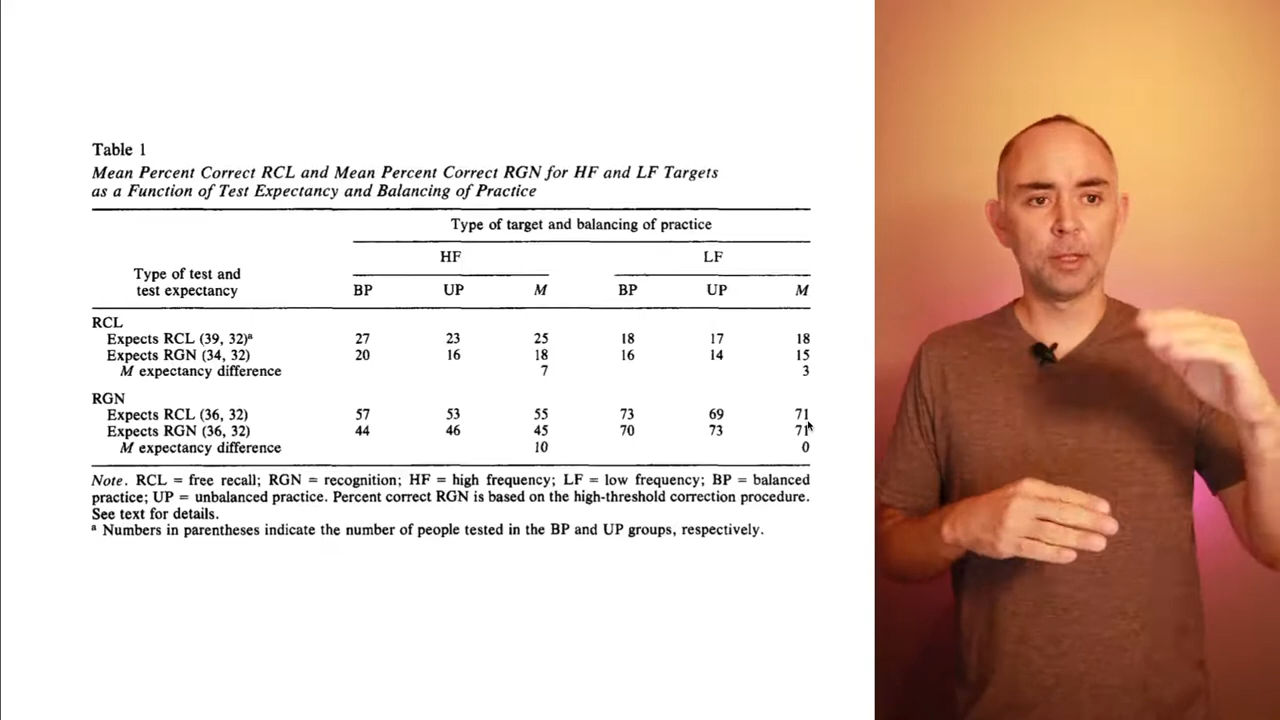 Table 1
Mean Percent Correct RCL and Mean Percent Correct RGN for HF and LF Targets
as a Function of Test Expectancy and Balancing of Practice
Type of target and balancing of practice
HF LF
Type of test and
test expectancy BP UP M BP UP M
RCL
Expects RCL (39, 32)ᵃ 27 23 25 18 17 18
Expects RGN (34, 32) 20 16 18 16 14 15
M expectancy difference 7 3
RGN
Expects RCL (36, 32) 57 53 55 73 69 71
Expects RGN (36, 32) 44 46 45 70 73 71
M expectancy difference 10 0
Note. RCL = free recall; RGN = recognition; HF = high frequency; LF = low frequency; BP = balanced
practice; UP = unbalanced practice. Percent correct RGN is based on the high-threshold correction procedure.
See text for details.
ᵃ Numbers in parentheses indicate the number of people tested in the BP and UP groups, respectively.